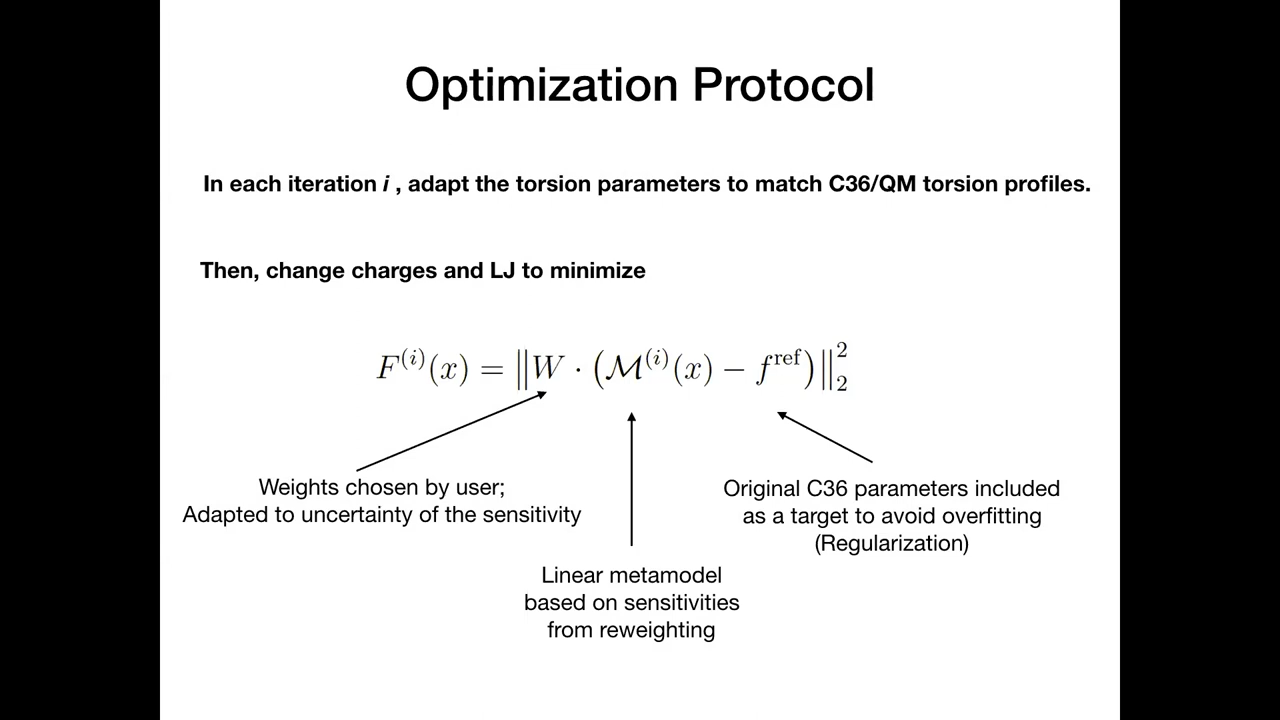 Optimization Protocol
In each iteration i , adapt the torsion parameters to match C36/QM torsion profiles.
Then, change charges and LJ to minimize
F^{(i)}(x) = ‖W · (ℳ^{(i)}(x) − f^{ref})‖_2^2
Weights chosen by user;
Adapted to uncertainty of the sensitivity
Original C36 parameters included
as a target to avoid overfitting
(Regularization)
Linear metamodel
based on sensitivities
from reweighting